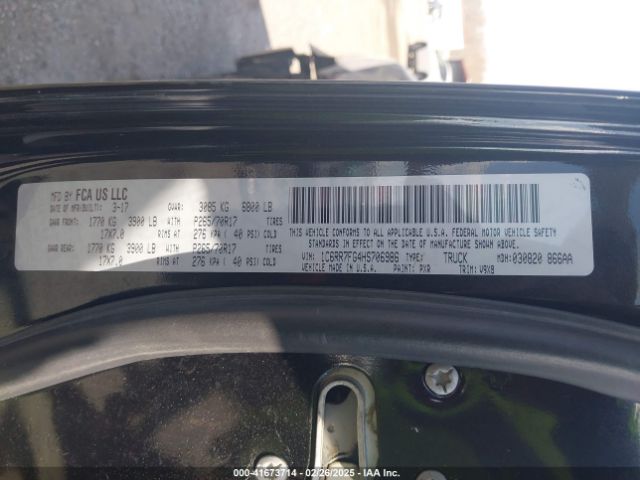 MFD BY FCA US LLC
DATE OF MFR/BUILT: 3-17 GVWR: 3085 KG 6800 LB
GAWR FRONT: 1770 KG 3900 LB WITH P265/70R17 TIRES
17X7.0 RIMS AT 276 KPA ( 40 PSI) COLD
GAWR REAR: 1770 KG 3900 LB WITH P265/70R17 TIRES
17X7.0 RIMS AT 276 KPA ( 40 PSI) COLD
THIS VEHICLE CONFORMS TO ALL APPLICABLE U.S.A. FEDERAL MOTOR VEHICLE SAFETY
STANDARDS IN EFFECT ON THE DATE OF MANUFACTURE SHOWN ABOVE.
VIN: 1C6RR7FG4HS706986 TYPE: TRUCK MDH: 030820 866AA
MADE IN U.S.A. PAINT: PXR TRIM: V9X8
©-41673714 02/26/2025 - IAA Inc.